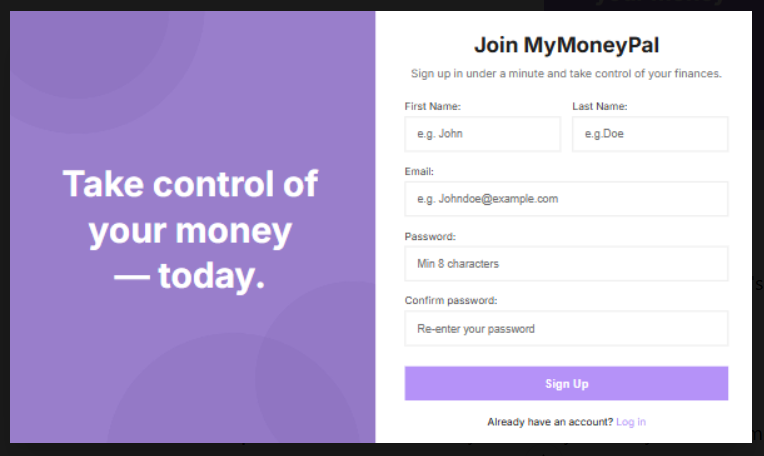 Take control of
your money
— today.
Join MyMoneyPal
Sign up in under a minute and take control of your finances.
First Name:
Last Name:
e.g. John
e.g.Doe
Email:
e.g. Johndoe@example.com
Password:
Min 8 characters
Confirm password:
Re-enter your password
Sign Up
Already have an account? Log in